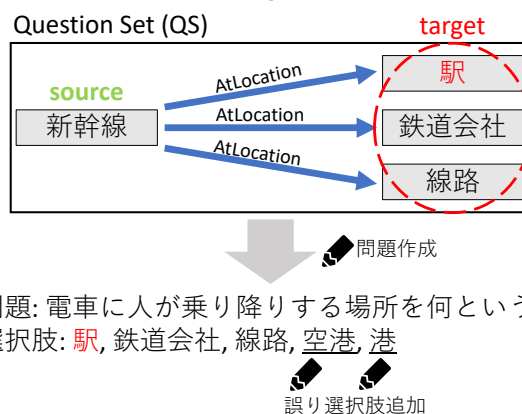 Question Set (QS)
target
source
新幹線
AtLocation
AtLocation
AtLocation
駅
鉄道会社
線路
問題作成
問題: 電車に人が乗り降りする場所を何という
選択肢: 駅, 鉄道会社, 線路, 空港, 港
誤り選択肢追加